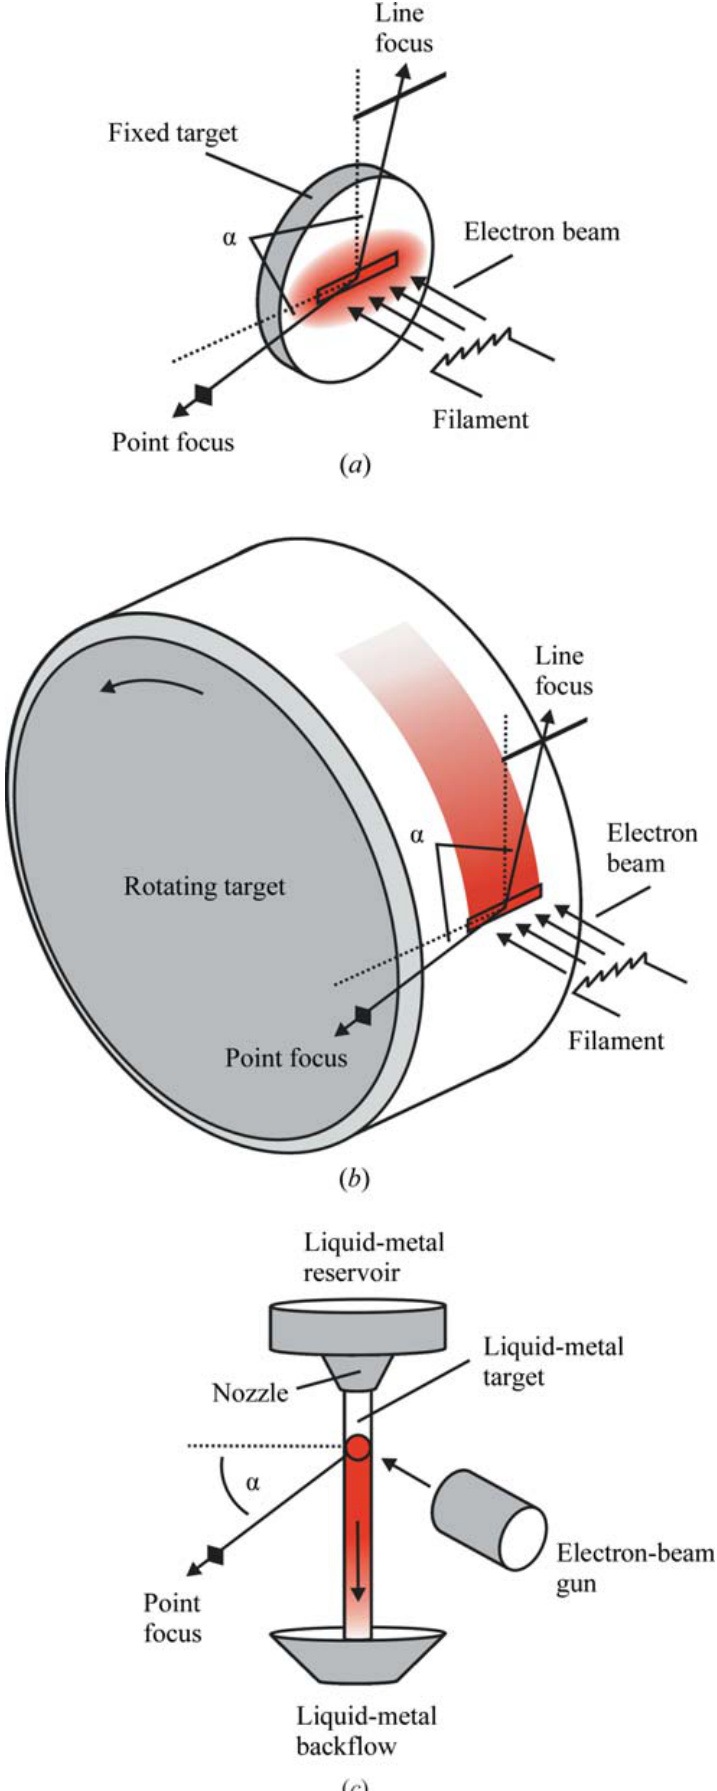 Line
focus
Fixed target
α
Electron beam
Filament
Point focus
(a)
Line
focus
α
Electron
beam
Rotating target
Point focus
Filament
(b)
Liquid-metal
reservoir
Liquid-metal
target
Nozzle
α
Electron-beam
gun
Point
focus
Liquid-metal
backflow
(c)